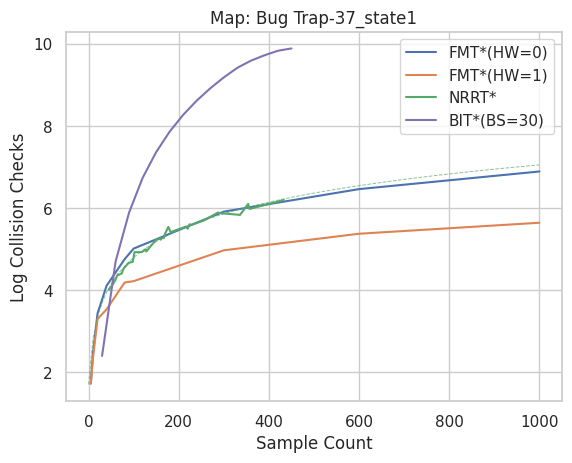 Map: Bug Trap-37_state1
Log Collision Checks
10
8
6
4
2
FMT*(HW=0)
FMT*(HW=1)
NRRT*
BIT*(BS=30)
0 200 400 600 800 1000
Sample Count